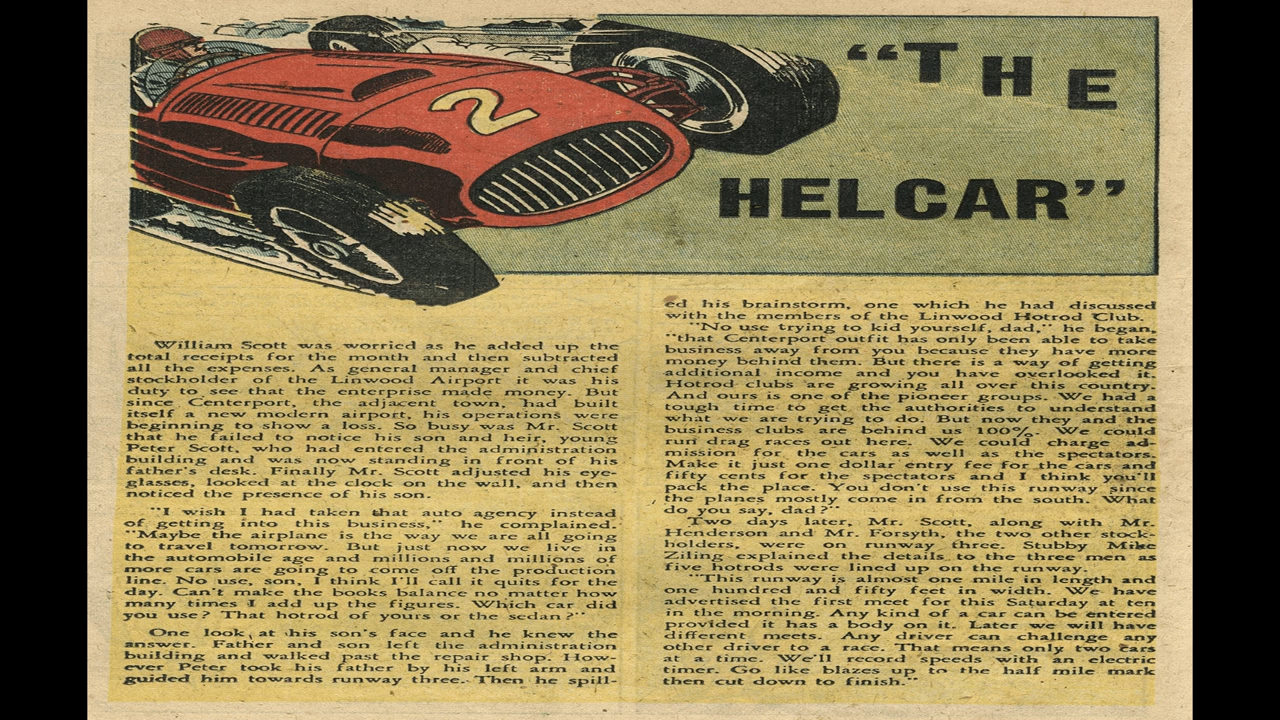 2
“THE
HELCAR”
William Scott was worried as he added up the
total receipts for the month and then subtracted
all the expenses. As general manager and chief
stockholder of the Linwood Airport it was his
duty to see that the enterprise made money. But
since Centerport, the adjacent town, had built
itself a new modern airport, his operations were
beginning to show a loss. So busy was Mr. Scott
that he failed to notice his son and heir, young
Peter Scott, who had entered the administration
building and was now standing in front of his
father's desk. Finally Mr. Scott adjusted his eye-
glasses, looked at the clock on the wall, and then
noticed the presence of his son.
"I wish I had taken that auto agency instead
of getting into this business," he complained.
"Maybe the airplane is the way we are all going
to travel tomorrow. But just now we live in
the automobile age and millions and millions of
more cars are going to come off the production
line. No use, son, I think I'll call it quits for the
day. Can't make the books balance no matter how
many times I add up the figures. Which car did
you use? That hotrod of yours or the sedan?"
One look at his son's face and he knew the
answer. Father and son left the administration
building and walked past the repair shop. How-
ever Peter took his father by his left arm and
guided him towards runway three. Then he spill-
ed his brainstorm, one which he had discussed
with the members of the Linwood Hotrod Club.
"No use trying to kid yourself, dad," he began,
"that Centerport outfit has only been able to take
business away from you because they have more
money behind them. But there is a way of getting
additional income and you have overlooked it.
Hotrod clubs are growing all over this country.
And ours is one of the pioneer groups. We had a
tough time to get the authorities to understand
what we are trying to do. But now they and the
business clubs are behind us 100%. We could
run drag races out here. We could charge ad-
mission for the cars as well as the spectators.
Make it just one dollar entry fee for the cars and
fifty cents for the spectators and I think you'll
pack the place. You don't use this runway since
the planes mostly come in from the south. What
do you say, dad?"
Two days later, Mr. Scott, along with Mr.
Henderson and Mr. Forsyth, the two other stock-
holders, were on runway three. Stubby Mike
Ziling explained the details to the three men as
five hotrods were lined up on the runway.
"This runway is almost one mile in length and
one hundred and fifty feet in width. We have
advertised the first meet for this Saturday at ten
in the morning. Any kind of a car can be entered
provided it has a body on it. Later we will have
different meets. Any driver can challenge any
other driver to a race. That means only two cars
at a time. We'll record speeds with an electric
timer. Go like blazes up to the half mile mark
then cut down to finish."